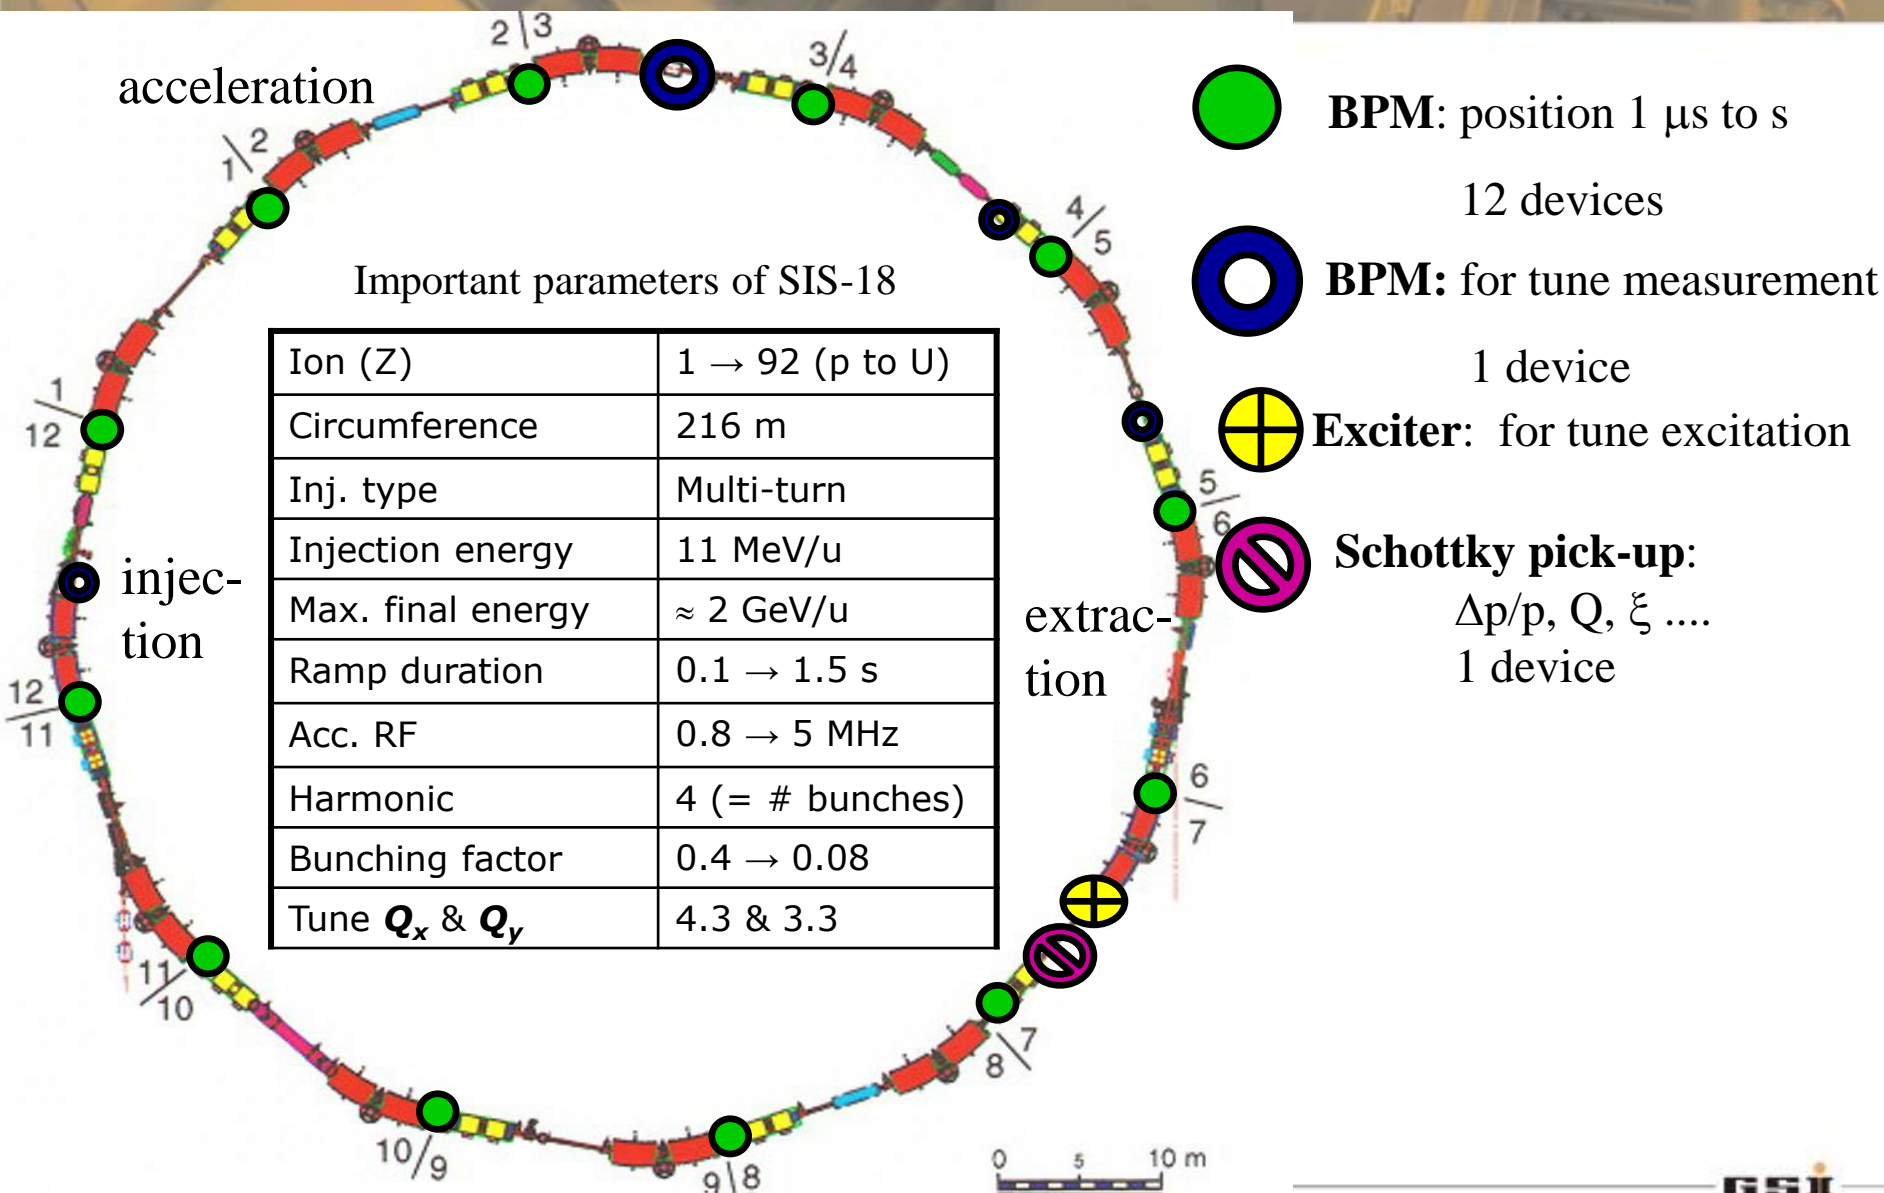 acceleration
2|3
3/4
1\2
4/5
1/12
5/6
6/7
12/11
11/10
8\7
10/9
9\8
injec-
tion
extrac-
tion
Important parameters of SIS-18
Ion (Z) 1 → 92 (p to U)
Circumference 216 m
Inj. type Multi-turn
Injection energy 11 MeV/u
Max. final energy ≈ 2 GeV/u
Ramp duration 0.1 → 1.5 s
Acc. RF 0.8 → 5 MHz
Harmonic 4 (= # bunches)
Bunching factor 0.4 → 0.08
Tune Qx & Qy 4.3 & 3.3
0 5 10 m
BPM: position 1 μs to s
12 devices
BPM: for tune measurement
1 device
Exciter: for tune excitation
Schottky pick-up:
Δp/p, Q, ξ ....
1 device
GSI